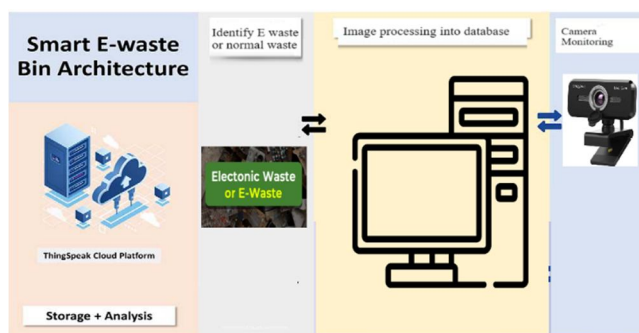 Smart E-waste
Bin Architecture
ThingSpeak Cloud Platform
Storage + Analysis
Identify E waste
or normal waste
Electonic Waste
or E-Waste
Image processing into database
Camera
Monitoring